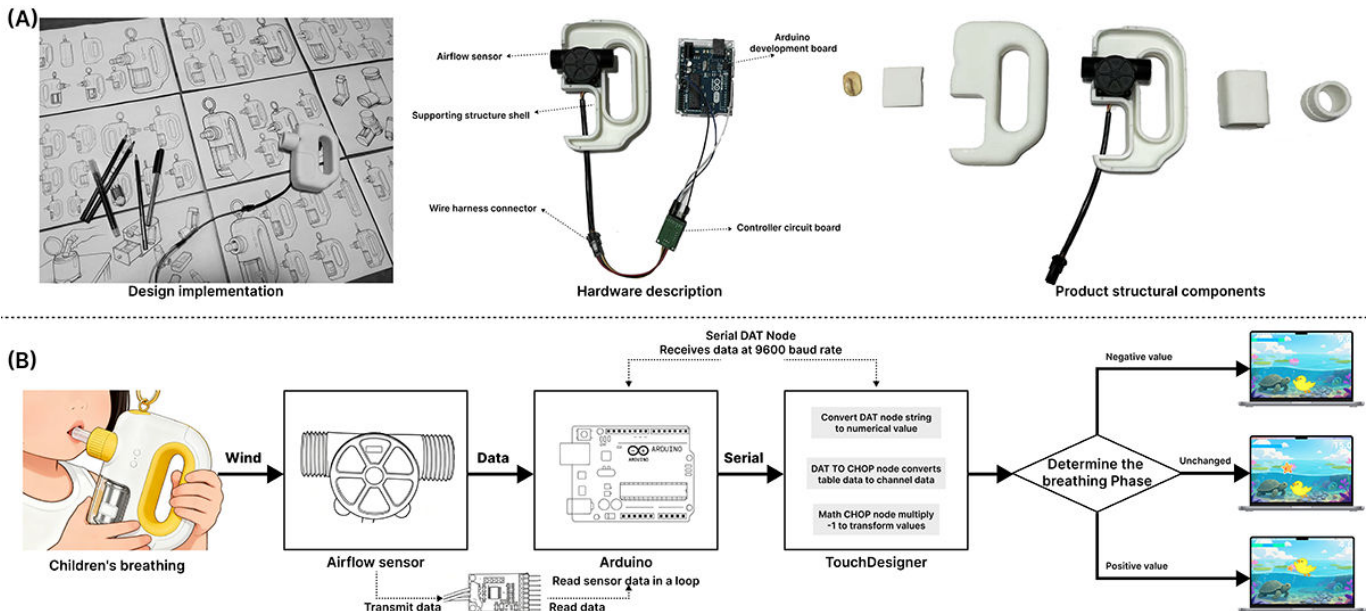 (A)
Airflow sensor
Supporting structure shell
Wire harness connector
Arduino
development board
Controller circuit board
Design implementation
Hardware description
Product structural components
(B)
Serial DAT Node
Receives data at 9600 baud rate
Children's breathing
Wind
Airflow sensor
Data
ARDUINO
ARDUINO
Arduino
Serial
Convert DAT node string
to numerical value
DAT TO CHOP node converts
table data to channel data
Math CHOP node multiply
-1 to transform values
TouchDesigner
Determine the
breathing Phase
Negative value
Unchanged
Positive value
Transmit data
Read sensor data in a loop
Read data